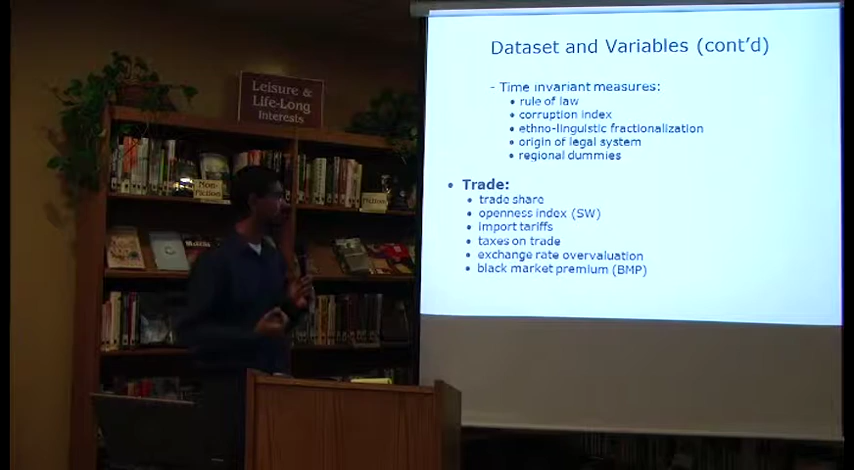 Dataset and Variables (cont'd)
- Time invariant measures:
• rule of law
• corruption index
• ethno-linguistic fractionalization
• origin of legal system
• regional dummies
• Trade:
• trade share
• openness index (SW)
• import tariffs
• taxes on trade
• exchange rate overvaluation
• black market premium (BMP)
Leisure &
Life-Long
Interests
Non-
Fiction